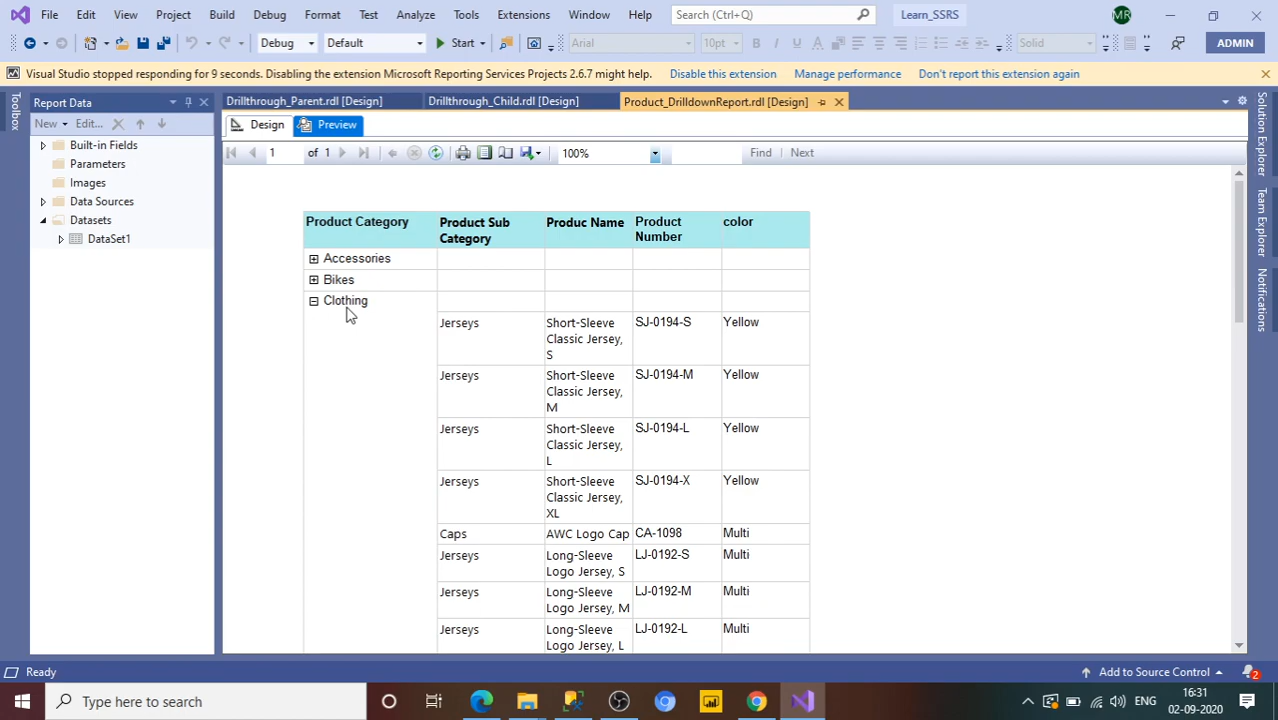 File Edit View Project Build Debug Format Test Analyze Tools Extensions Window Help Search (Ctrl+Q) Learn_SSRS MR
Debug Default Start Arial 10pt B I U A Solid ADMIN
Visual Studio stopped responding for 9 seconds. Disabling the extension Microsoft Reporting Services Projects 2.6.7 might help. Disable this extension Manage performance Don't report this extension again
Toolbox
Report Data
New Edit...
Built-in Fields
Parameters
Images
Data Sources
Datasets
DataSet1
Drillthrough_Parent.rdl [Design] Drillthrough_Child.rdl [Design] Product_DrilldownReport.rdl [Design]
Design Preview
1 of 1 100% Find Next
Product Category Product Sub Category Produc Name Product Number color
Accessories
Bikes
Clothing
Jerseys Short-Sleeve Classic Jersey, S SJ-0194-S Yellow
Jerseys Short-Sleeve Classic Jersey, M SJ-0194-M Yellow
Jerseys Short-Sleeve Classic Jersey, L SJ-0194-L Yellow
Jerseys Short-Sleeve Classic Jersey, XL SJ-0194-X Yellow
Caps AWC Logo Cap CA-1098 Multi
Jerseys Long-Sleeve Logo Jersey, S LJ-0192-S Multi
Jerseys Long-Sleeve Logo Jersey, M LJ-0192-M Multi
Jerseys Long-Sleeve Logo Jersey, L LJ-0192-L Multi
Solution Explorer
Team Explorer
Properties
Ready Add to Source Control 2
Type here to search ENG 16:31
02-09-2020